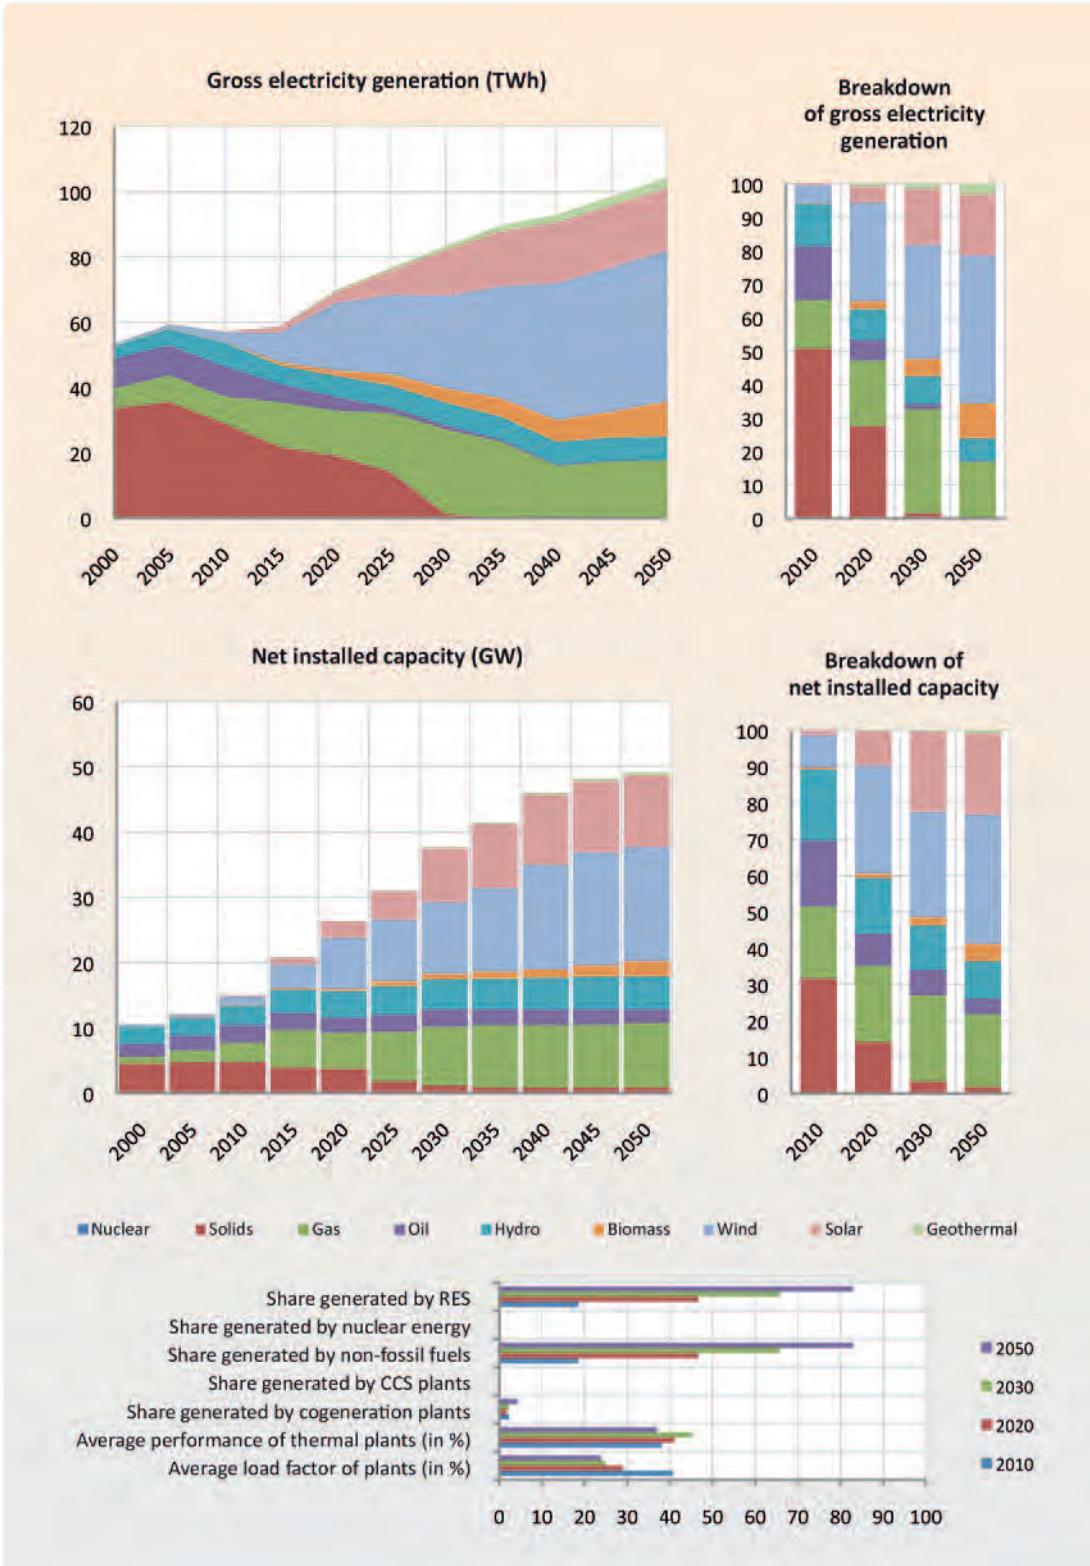 Gross electricity generation (TWh)
120
100
80
60
40
20
0
2000 2005 2010 2015 2020 2025 2030 2035 2040 2045 2050
Breakdown
of gross electricity
generation
100
90
80
70
60
50
40
30
20
10
0
2010 2020 2030 2050
Net installed capacity (GW)
60
50
40
30
20
10
0
2000 2005 2010 2015 2020 2025 2030 2035 2040 2045 2050
Breakdown of
net installed capacity
100
90
80
70
60
50
40
30
20
10
0
2010 2020 2030 2050
Nuclear Solids Gas Oil Hydro Biomass Wind Solar Geothermal
Share generated by RES
Share generated by nuclear energy
Share generated by non-fossil fuels
Share generated by CCS plants
Share generated by cogeneration plants
Average performance of thermal plants (in %)
Average load factor of plants (in %)
0 10 20 30 40 50 60 70 80 90 100
2050
2030
2020
2010